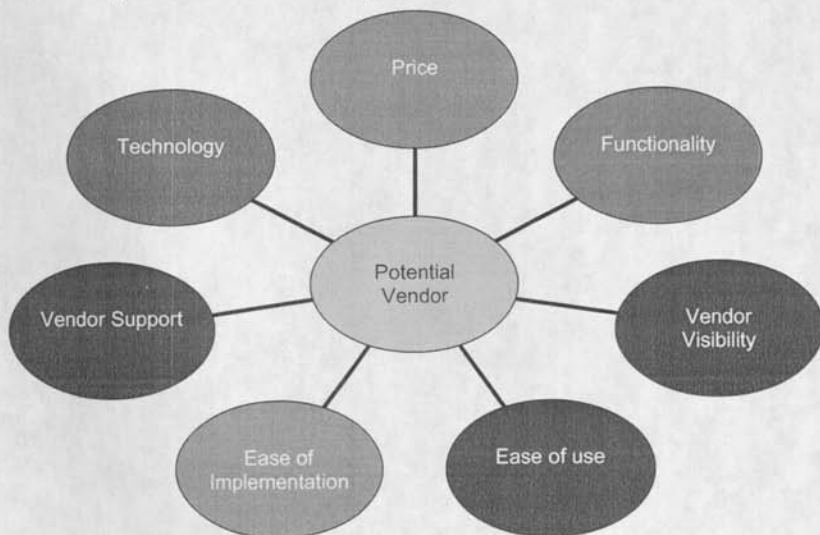 Price
Technology
Functionality
Potential
Vendor
Vendor Support
Vendor
Visibility
Ease of
Implementation
Ease of use